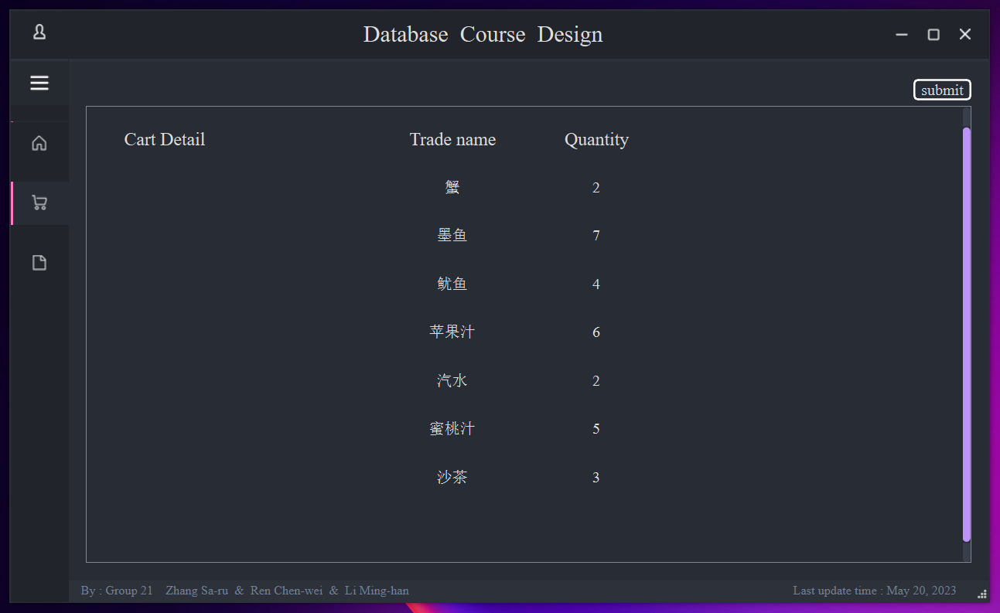 Database Course Design
submit
Cart Detail Trade name Quantity
蟹 2
墨鱼 7
鱿鱼 4
苹果汁 6
汽水 2
蜜桃汁 5
沙茶 3
By : Group 21 Zhang Sa-ru & Ren Chen-wei & Li Ming-han Last update time : May 20, 2023